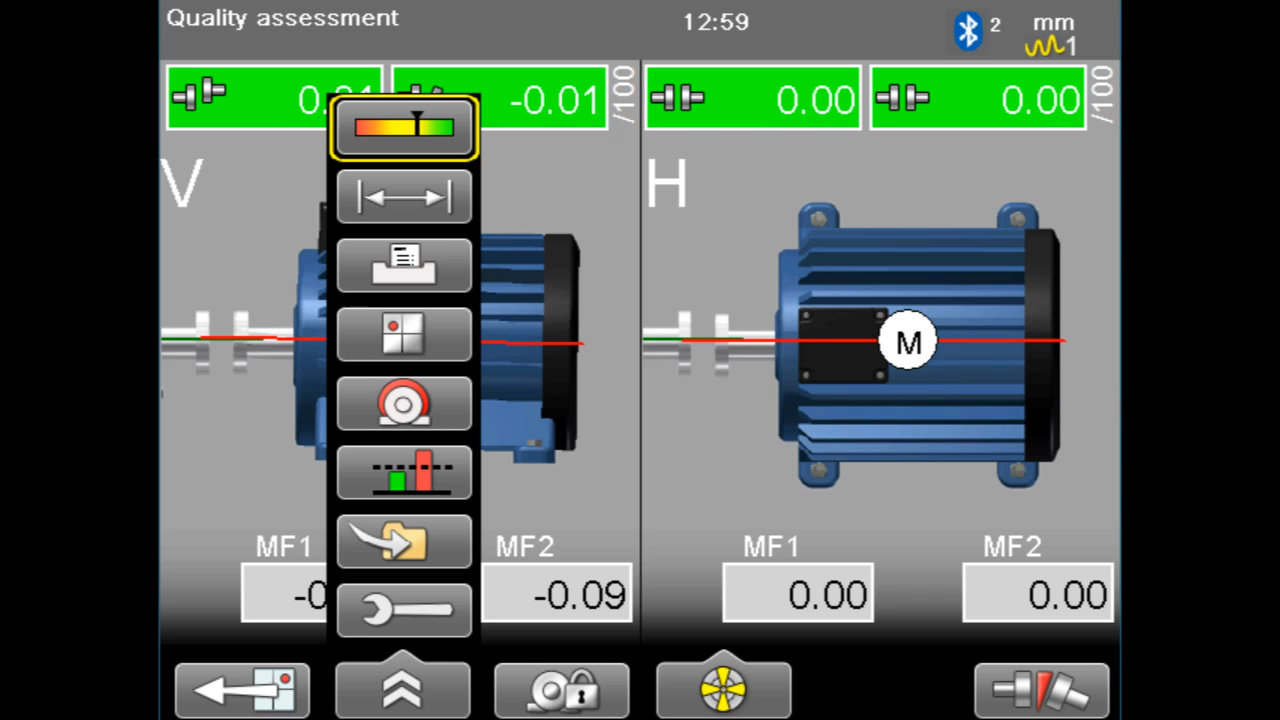 Quality assessment 12:59 2 mm
1
-0.01 /100 0.00 0.00 /100
V H
M
MF1 MF2 MF1 MF2
-0.09 0.00 0.00